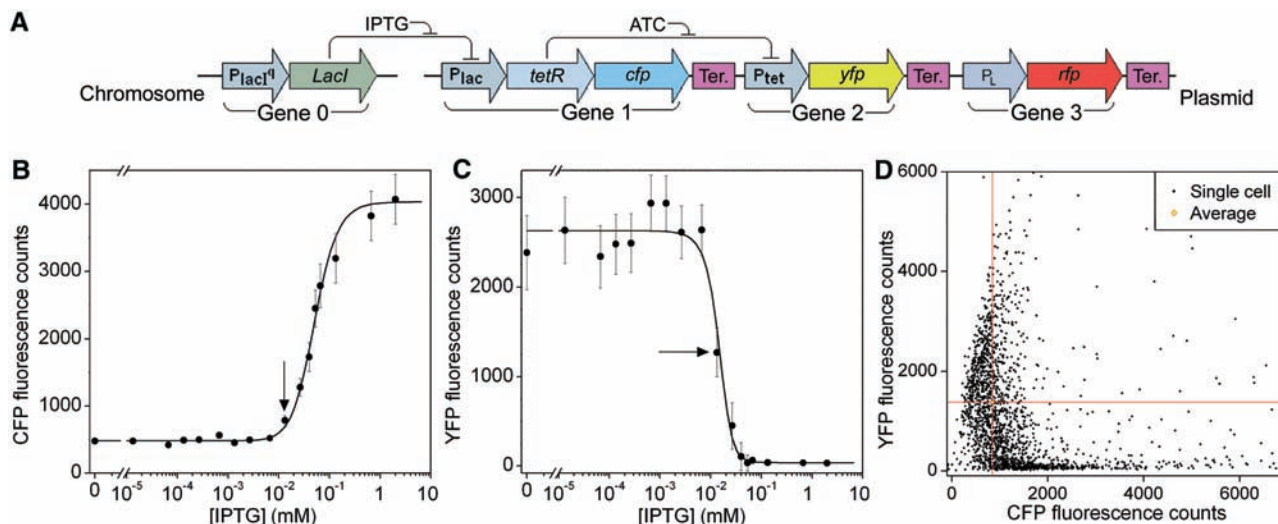 A
IPTG
ATC
PlacIq LacI
Plac tetR cfp Ter. Ptet yfp Ter. PL rfp Ter.
Chromosome
Plasmid
Gene 0
Gene 1
Gene 2
Gene 3
B
CFP fluorescence counts
4000
3000
2000
1000
0
0 10-5 10-4 10-3 10-2 10-1 1 10
[IPTG] (mM)
C
YFP fluorescence counts
3000
2000
1000
0
0 10-5 10-4 10-3 10-2 10-1 1 10
[IPTG] (mM)
D
YFP fluorescence counts
6000
4000
2000
0
Single cell
Average
0 2000 4000 6000
CFP fluorescence counts